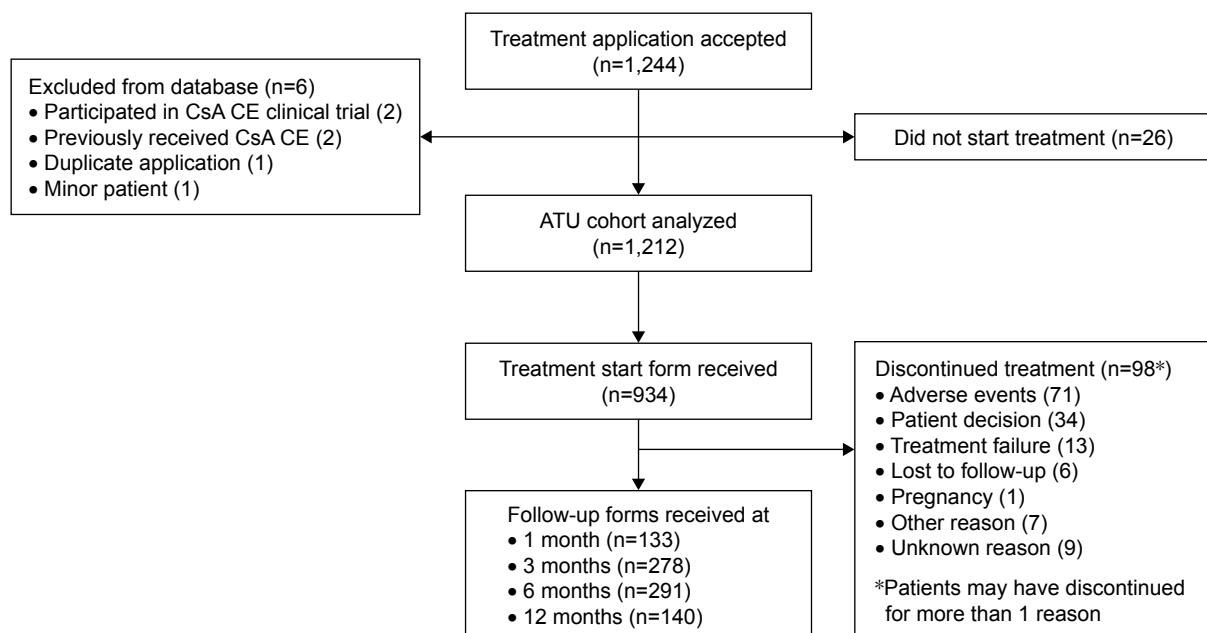 Treatment application accepted
(n=1,244)
Excluded from database (n=6)
• Participated in CsA CE clinical trial (2)
• Previously received CsA CE (2)
• Duplicate application (1)
• Minor patient (1)
Did not start treatment (n=26)
ATU cohort analyzed
(n=1,212)
Treatment start form received
(n=934)
Discontinued treatment (n=98*)
• Adverse events (71)
• Patient decision (34)
• Treatment failure (13)
• Lost to follow-up (6)
• Pregnancy (1)
• Other reason (7)
• Unknown reason (9)
*Patients may have discontinued
for more than 1 reason
Follow-up forms received at
• 1 month (n=133)
• 3 months (n=278)
• 6 months (n=291)
• 12 months (n=140)